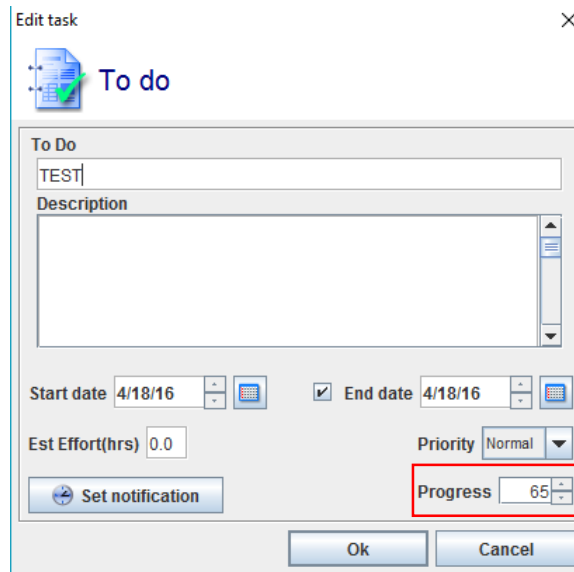 Edit task
To do
To Do
TEST
Description
Start date 4/18/16 End date 4/18/16
Est Effort(hrs) 0.0 Priority Normal
Set notification Progress 65
Ok Cancel